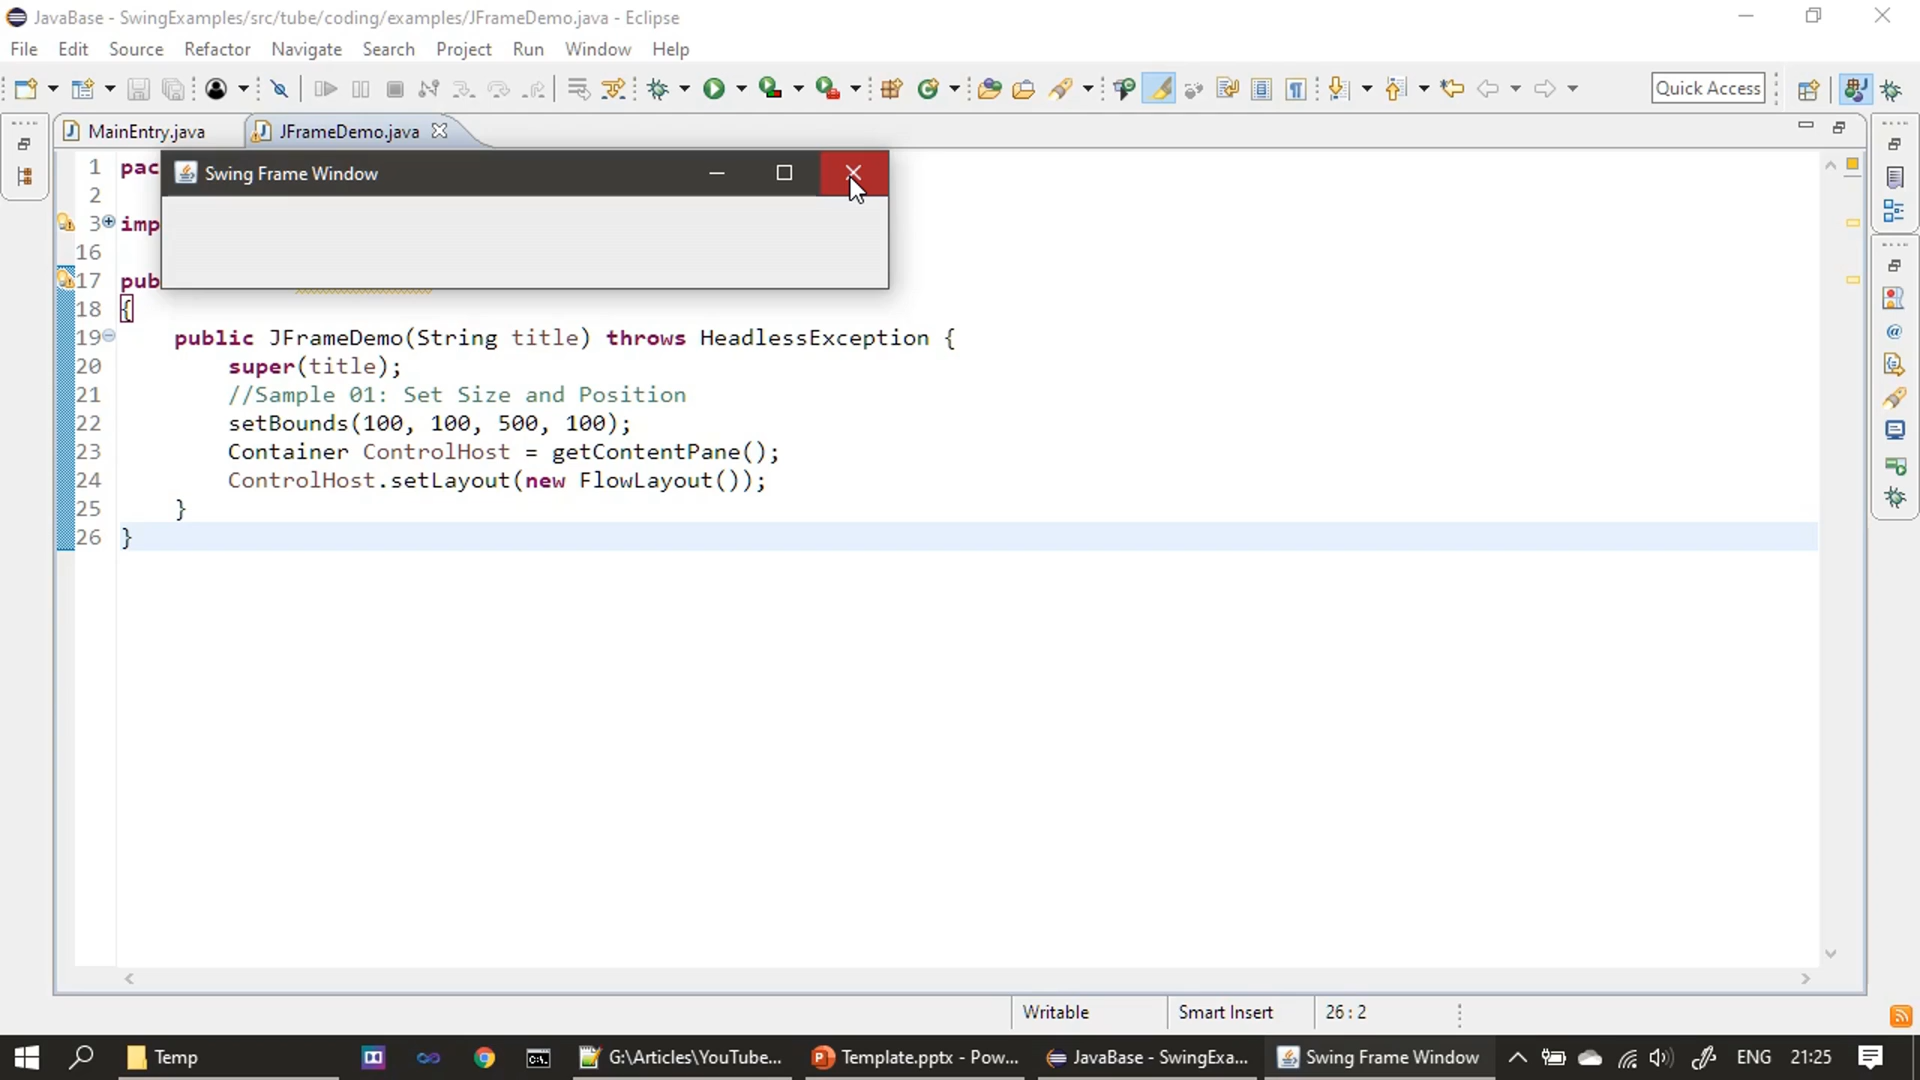 JavaBase - SwingExamples/src/tube/coding/examples/JFrameDemo.java - Eclipse
File Edit Source Refactor Navigate Search Project Run Window Help
Quick Access
MainEntry.java JFrameDemo.java
1 pac
Swing Frame Window
2
3 imp
16
17 pub
18 {
19 public JFrameDemo(String title) throws HeadlessException {
20 super(title);
21 //Sample 01: Set Size and Position
22 setBounds(100, 100, 500, 100);
23 Container ControlHost = getContentPane();
24 ControlHost.setLayout(new FlowLayout());
25 }
26 }
Writable Smart Insert 26 : 2
Temp G:\Articles\YouTube... Template.pptx - Pow... JavaBase - SwingExa... Swing Frame Window ENG 21:25